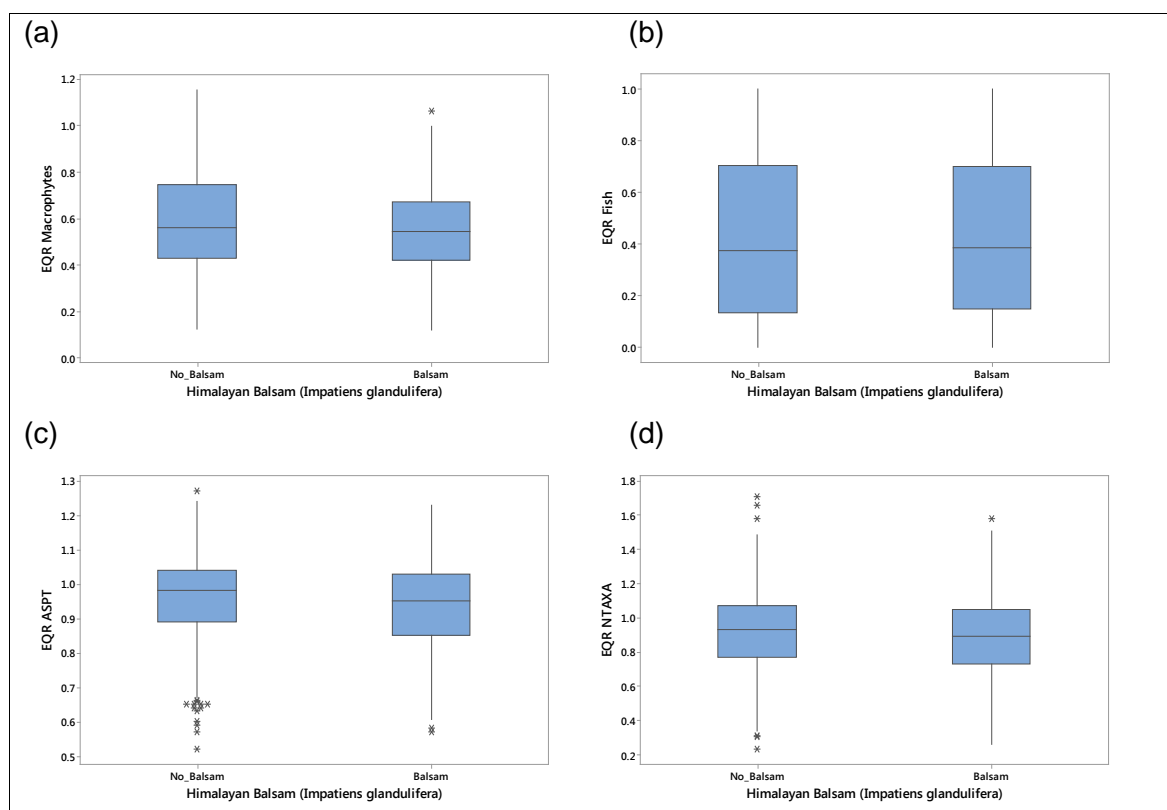 (a)
EQR Macrophytes
1.2
1.0
0.8
0.6
0.4
0.2
0.0
No_Balsam Balsam
Himalayan Balsam (Impatiens glandulifera)
(b)
EQR Fish
1.0
0.8
0.6
0.4
0.2
0.0
No_Balsam Balsam
Himalayan Balsam (Impatiens glandulifera)
(c)
EQR ASPT
1.3
1.2
1.1
1.0
0.9
0.8
0.7
0.6
0.5
No_Balsam Balsam
Himalayan Balsam (Impatiens glandulifera)
(d)
EQR NTAXA
1.8
1.6
1.4
1.2
1.0
0.8
0.6
0.4
0.2
No_Balsam Balsam
Himalayan Balsam (Impatiens glandulifera)